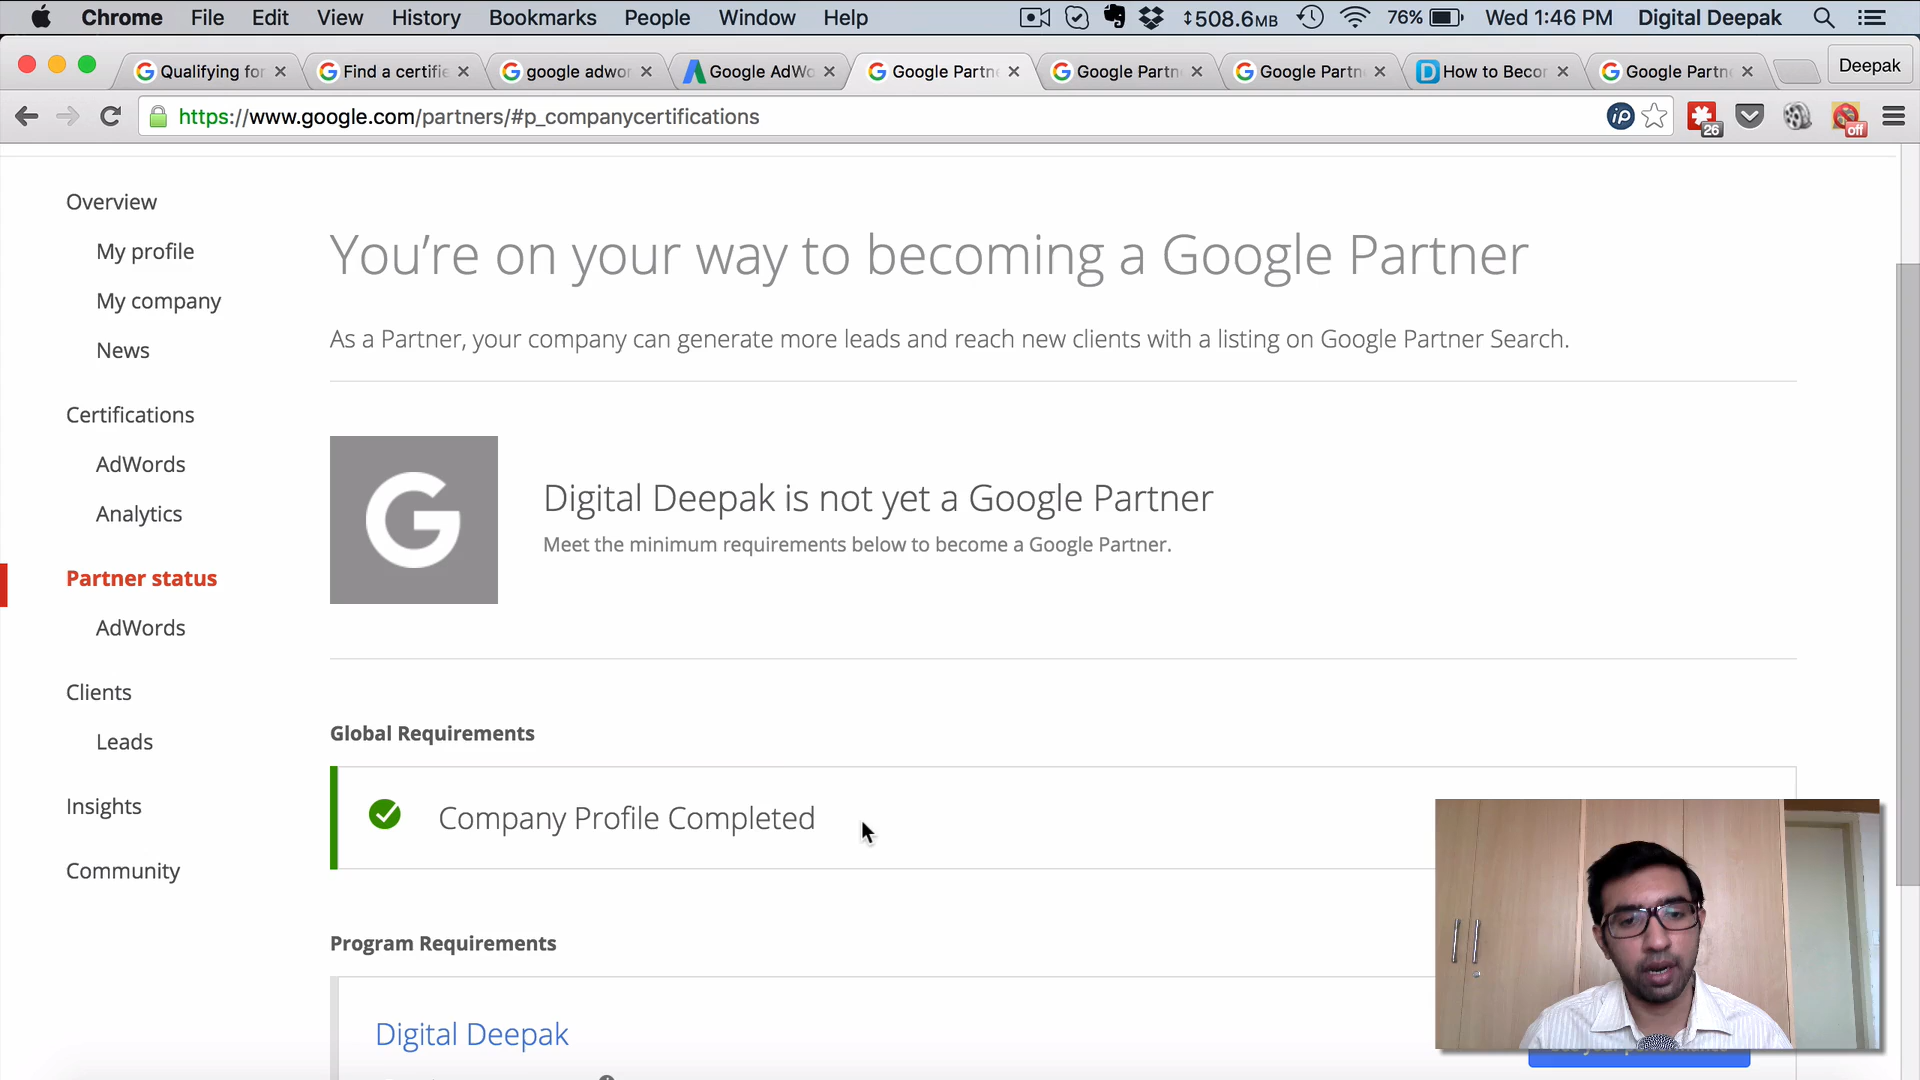 Chrome File Edit View History Bookmarks People Window Help 508.6MB 76% Wed 1:46 PM Digital Deepak
Qualifying for
Find a certifie
google adwor
Google AdWo
Google Partn
Google Partn
Google Partn
How to Becor
Google Partn
Deepak
https://www.google.com/partners/#p_companycertifications
iP
26
off
Overview
My profile
My company
News
Certifications
AdWords
Analytics
Partner status
AdWords
Clients
Leads
Insights
Community
You're on your way to becoming a Google Partner
As a Partner, your company can generate more leads and reach new clients with a listing on Google Partner Search.
G
Digital Deepak is not yet a Google Partner
Meet the minimum requirements below to become a Google Partner.
Global Requirements
Company Profile Completed
Program Requirements
Digital Deepak